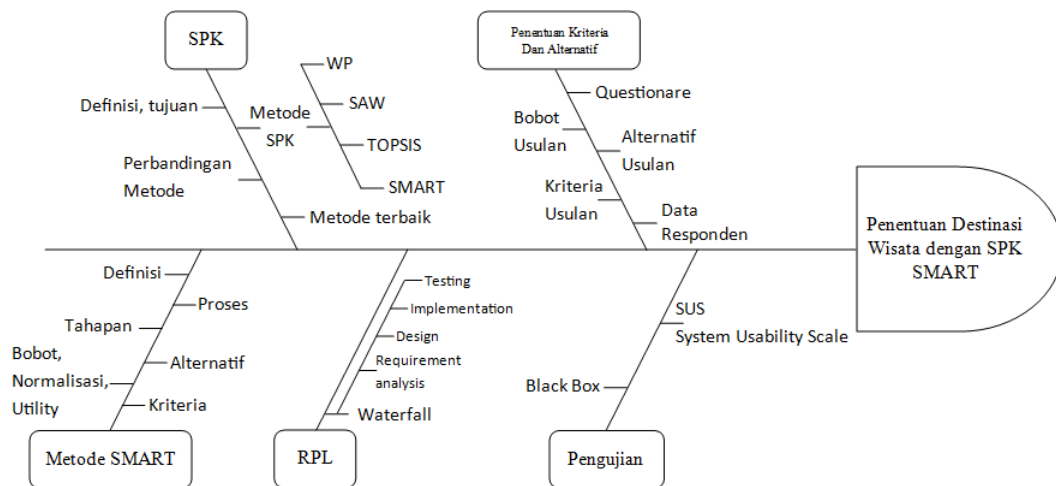 SPK
Definisi, tujuan
Metode
SPK
Perbandingan
Metode
Metode terbaik
WP
SAW
TOPSIS
SMART
Penentuan Kriteria
Dan Alternatif
Questionare
Bobot
Usulan
Alternatif
Usulan
Kriteria
Usulan
Data
Responden
Penentuan Destinasi
Wisata dengan SPK
SMART
Definisi
Proses
Tahapan
Alternatif
Bobot,
Normalisasi,
Utility
Kriteria
Metode SMART
Testing
Implementation
Design
Requirement
analysis
Waterfall
RPL
SUS
System Usability Scale
Black Box
Pengujian